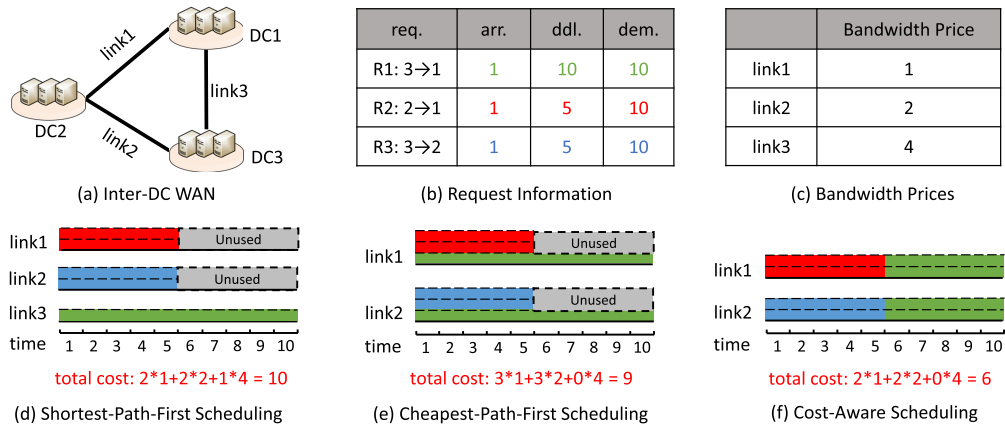 link1
DC1
link3
DC2
link2
DC3
(a) Inter-DC WAN
req. arr. ddl. dem.
R1: 3→1 1 10 10
R2: 2→1 1 5 10
R3: 3→2 1 5 10
(b) Request Information
Bandwidth Price
link1 1
link2 2
link3 4
(c) Bandwidth Prices
link1 Unused
link2 Unused
link3
time 1 2 3 4 5 6 7 8 9 10
total cost: 2*1+2*2+1*4 = 10
(d) Shortest-Path-First Scheduling
link1 Unused
link2 Unused
time 1 2 3 4 5 6 7 8 9 10
total cost: 3*1+3*2+0*4 = 9
(e) Cheapest-Path-First Scheduling
link1
link2
time 1 2 3 4 5 6 7 8 9 10
total cost: 2*1+2*2+0*4 = 6
(f) Cost-Aware Scheduling